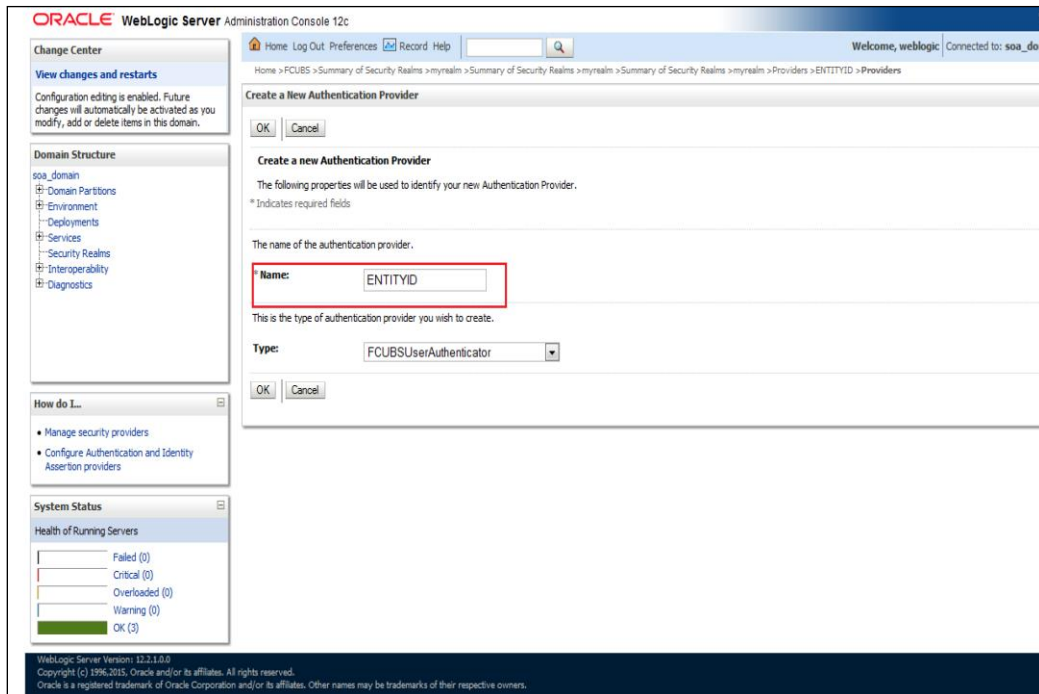 ORACLE WebLogic Server Administration Console 12c
Change Center
View changes and restarts
Configuration editing is enabled. Future
changes will automatically be activated as you
modify, add or delete items in this domain.
Domain Structure
soa_domain
Domain Partitions
Environment
Deployments
Services
Security Realms
Interoperability
Diagnostics
How do I...
Manage security providers
Configure Authentication and Identity
Assertion providers
System Status
Health of Running Servers
Failed (0)
Critical (0)
Overloaded (0)
Warning (0)
OK (3)
Home Log Out Preferences Record Help
Welcome, weblogic Connected to: soa_do
Home >FCUBS >Summary of Security Realms >myrealm >Summary of Security Realms >myrealm >Summary of Security Realms >myrealm >Providers >ENTITYID >Providers
Create a New Authentication Provider
OK Cancel
Create a new Authentication Provider
The following properties will be used to identify your new Authentication Provider.
* Indicates required fields
The name of the authentication provider.
* Name: ENTITYID
This is the type of authentication provider you wish to create.
Type: FCUBSUserAuthenticator
OK Cancel
WebLogic Server Version: 12.2.1.0.0
Copyright (c) 1996,2015, Oracle and/or its affiliates. All rights reserved.
Oracle is a registered trademark of Oracle Corporation and/or its affiliates. Other names may be trademarks of their respective owners.